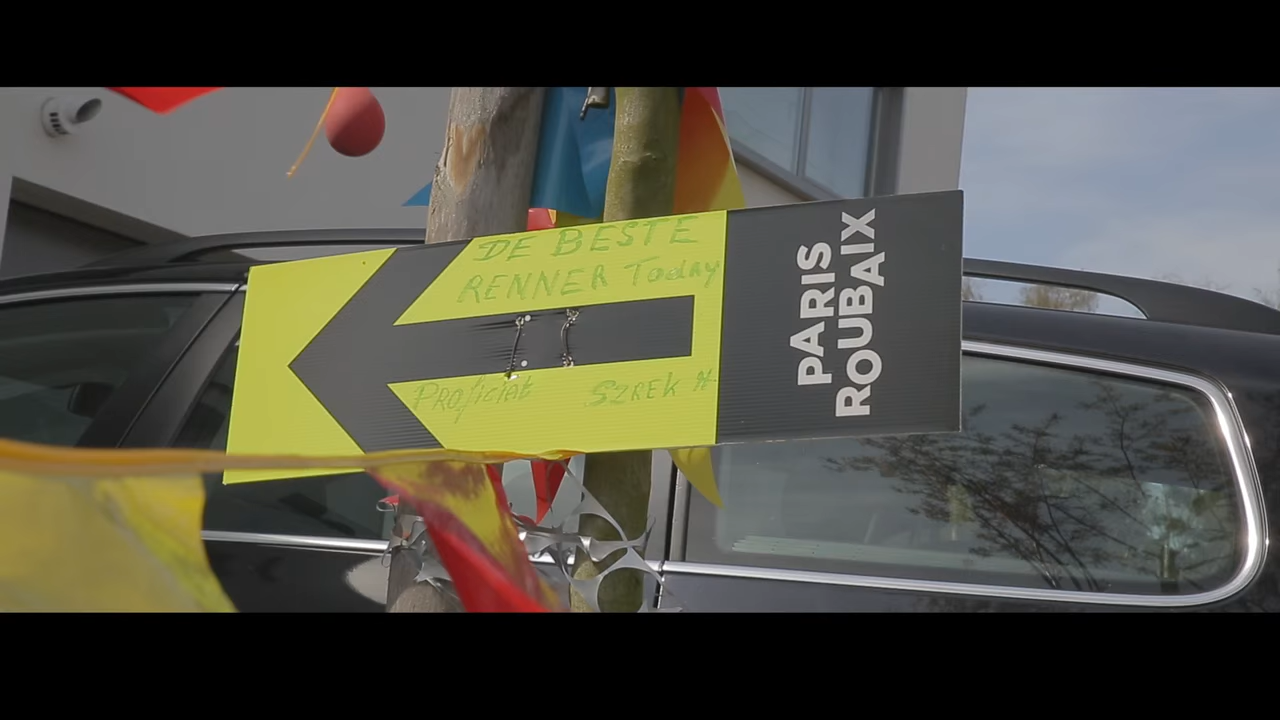 DE BESTE
RENNER Today
Proficiat SZREK H.
PARIS
ROUBAIX